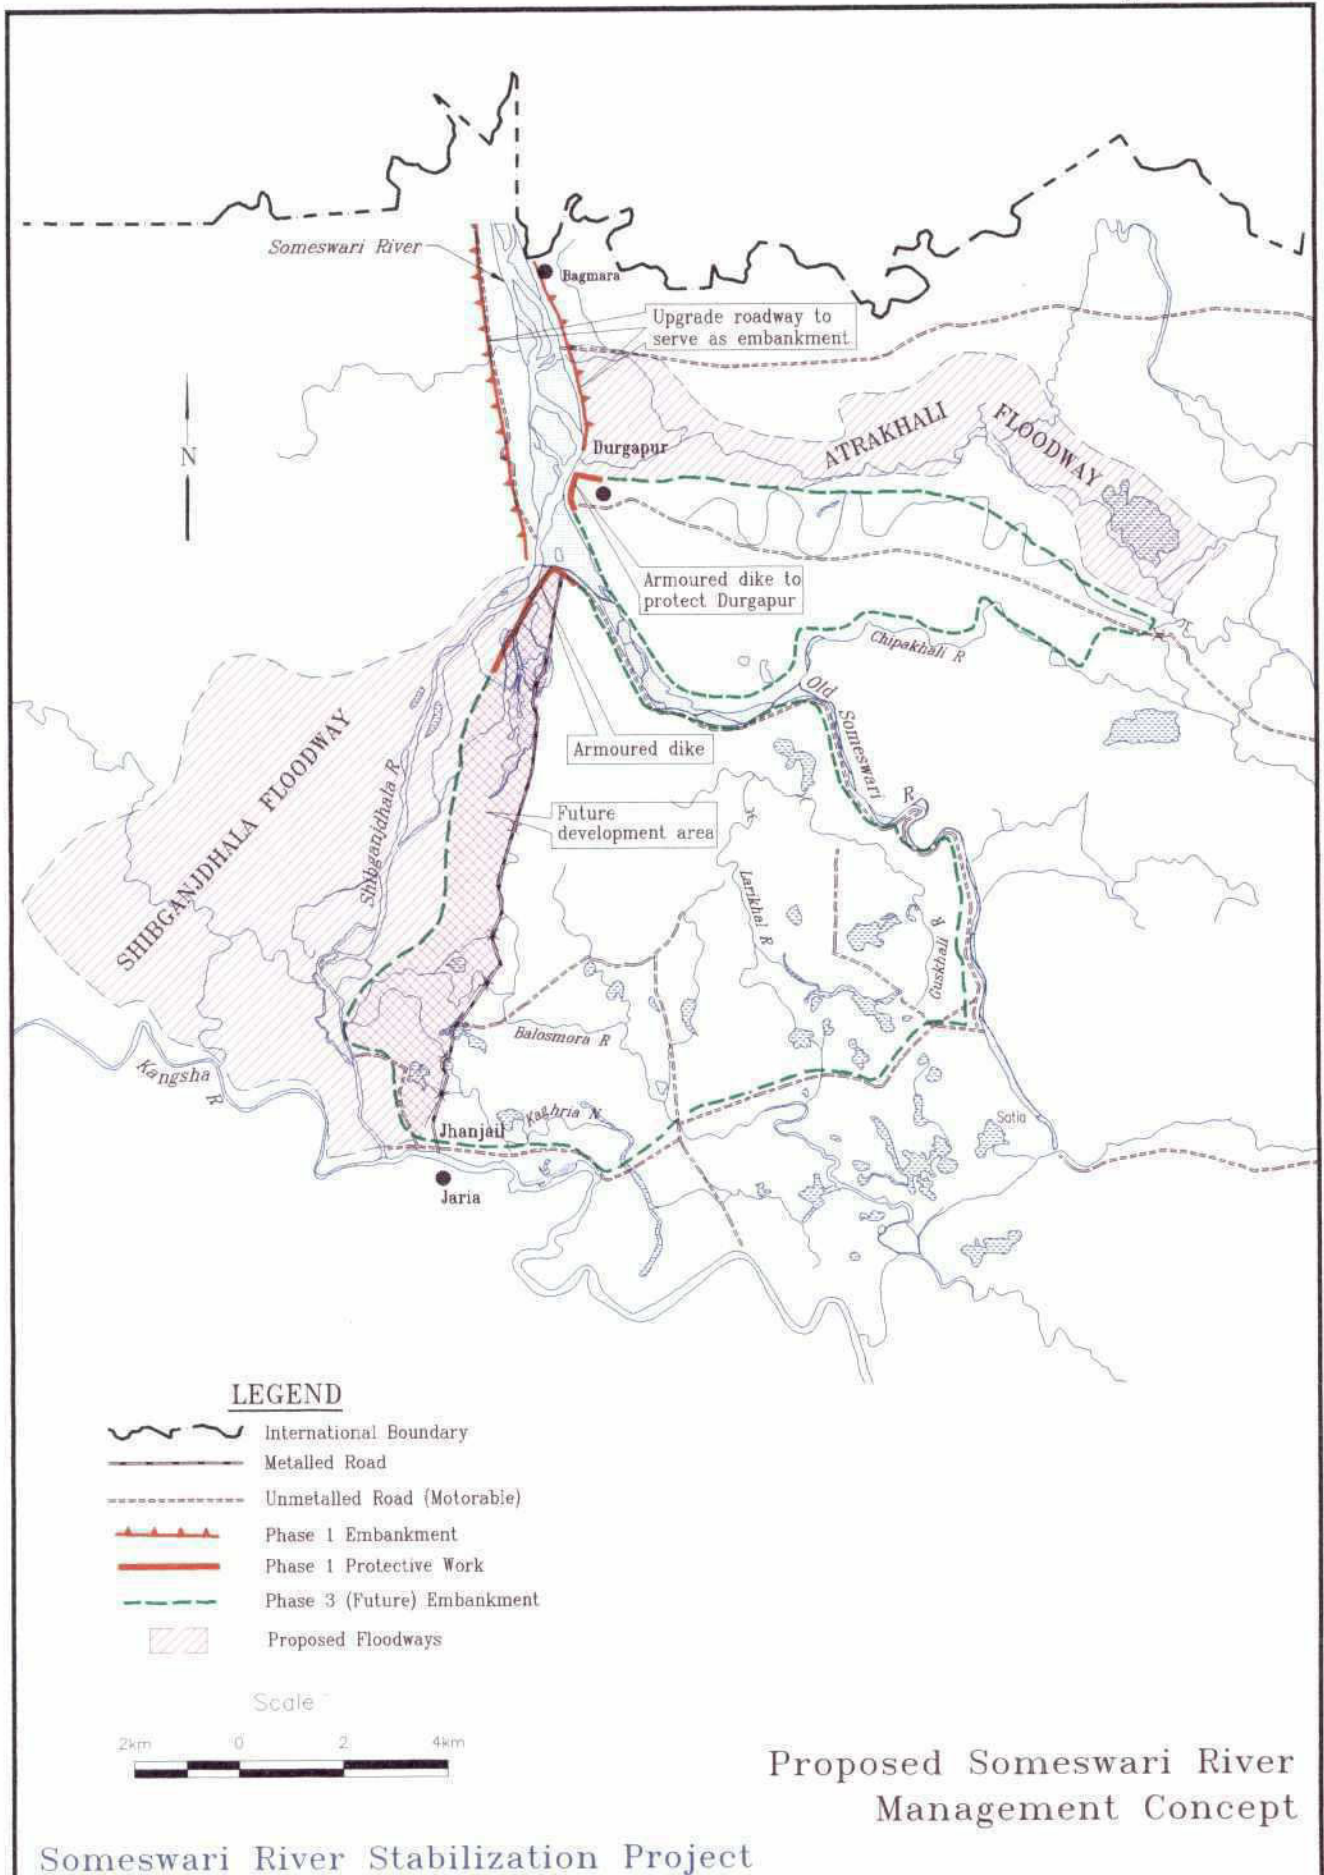 Someswari River
Bagmara
Upgrade roadway to
serve as embankment
N
Durgapur
ATRAKHALI
FLOODWAY
Armoured dike to
protect Durgapur
Chipakhali R
Old
Someswari
R
Armoured dike
SHIBGANJDHALA FLOODWAY
Shibganjdhala R
Future
development area
Larikhal R
Guskhali R
Balosmora R
Kangsha
R
Kaghria N
Jhanjail
Satia
Jaria
LEGEND
International Boundary
Metalled Road
Unmetalled Road (Motorable)
Phase 1 Embankment
Phase 1 Protective Work
Phase 3 (Future) Embankment
Proposed Floodways
Scale
2km 0 2 4km
Proposed Someswari River
Management Concept
Someswari River Stabilization Project